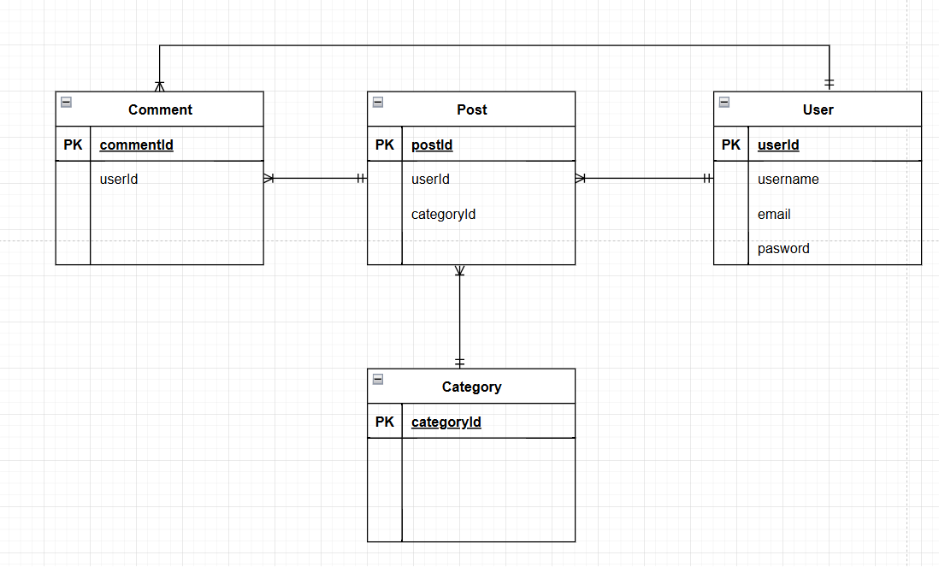 Comment
PK commentId
userId
Post
PK postId
userId
categoryId
User
PK userId
username
email
pasword
Category
PK categoryId